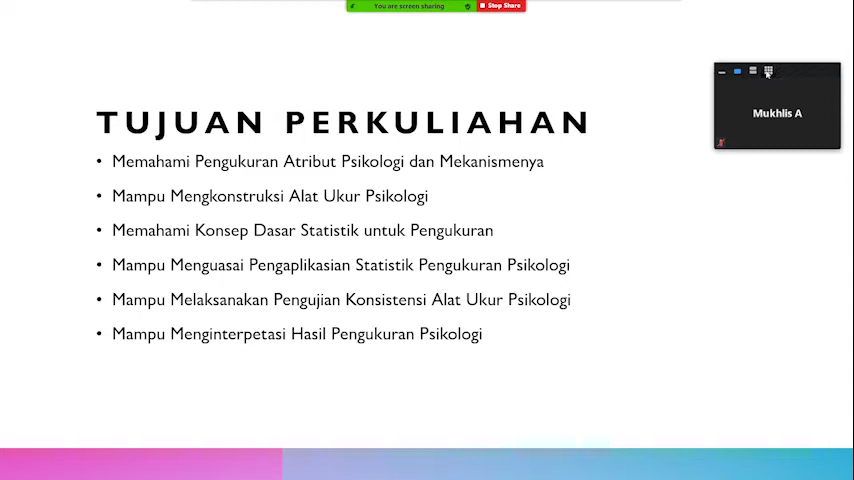 You are screen sharing
Stop Share
Mukhlis A
TUJUAN PERKULIAHAN
• Memahami Pengukuran Atribut Psikologi dan Mekanismenya
• Mampu Mengkonstruksi Alat Ukur Psikologi
• Memahami Konsep Dasar Statistik untuk Pengukuran
• Mampu Menguasai Pengaplikasian Statistik Pengukuran Psikologi
• Mampu Melaksanakan Pengujian Konsistensi Alat Ukur Psikologi
• Mampu Menginterpetasi Hasil Pengukuran Psikologi